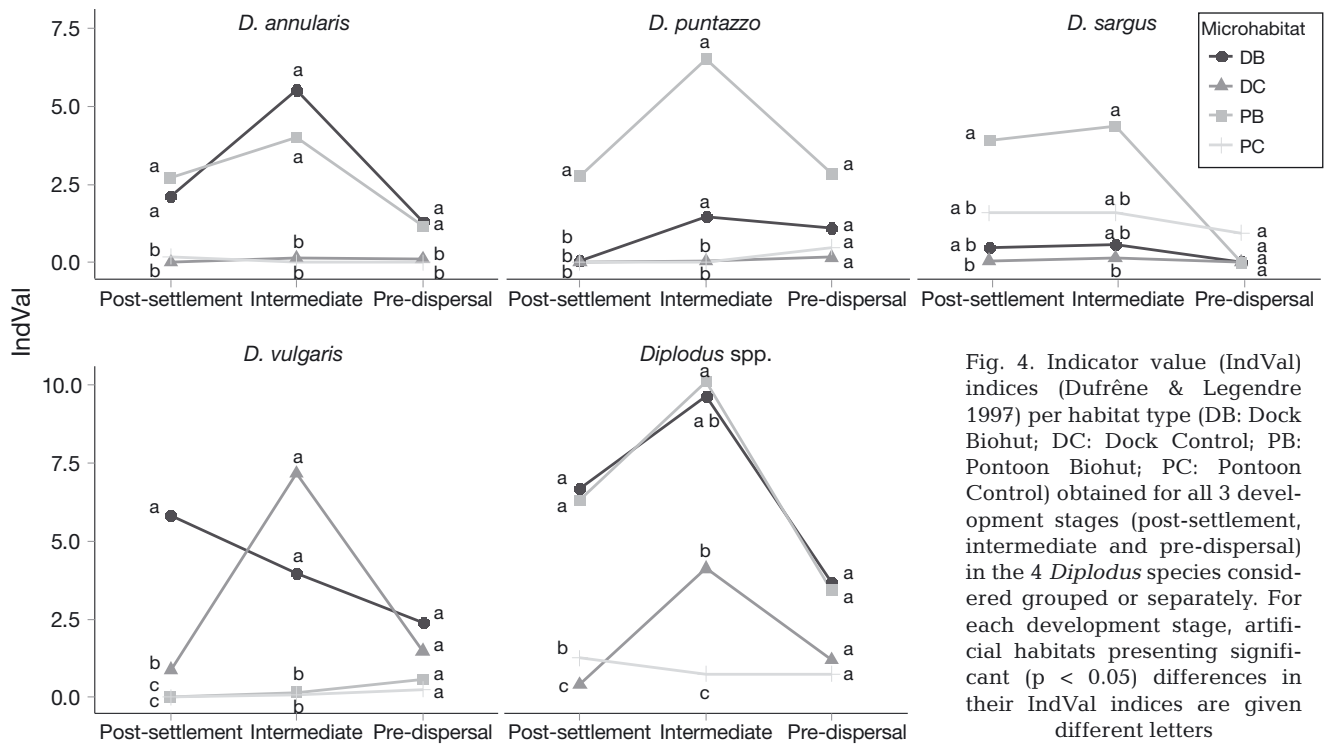 D. annularis
D. puntazzo
D. sargus
Microhabitat
DB
DC
PB
PC
7.5
5.0
2.5
0.0
a
a
a
a
a
a
b
b
b
b
b
b
Post-settlement Intermediate Pre-dispersal
a
a
a
a
a
a
a
b
b
b
Post-settlement Intermediate Pre-dispersal
a
a
a b
a b
a b
a b
b
b
a
a
a
a
Post-settlement Intermediate Pre-dispersal
IndVal
D. vulgaris
Diplodus spp.
10.0
7.5
5.0
2.5
0.0
a
a
a
a
a
a
a
b
b
b
c
c
Post-settlement Intermediate Pre-dispersal
a
a
a
a b
b
b
c
c
a
a
a
a
Post-settlement Intermediate Pre-dispersal
Fig. 4. Indicator value (IndVal)
indices (Dufrêne & Legendre
1997) per habitat type (DB: Dock
Biohut; DC: Dock Control; PB:
Pontoon Biohut; PC: Pontoon
Control) obtained for all 3 devel-
opment stages (post-settlement,
intermediate and pre-dispersal)
in the 4 Diplodus species consid-
ered grouped or separately. For
each development stage, artifi-
cial habitats presenting signifi-
cant (p < 0.05) differences in
their IndVal indices are given
different letters